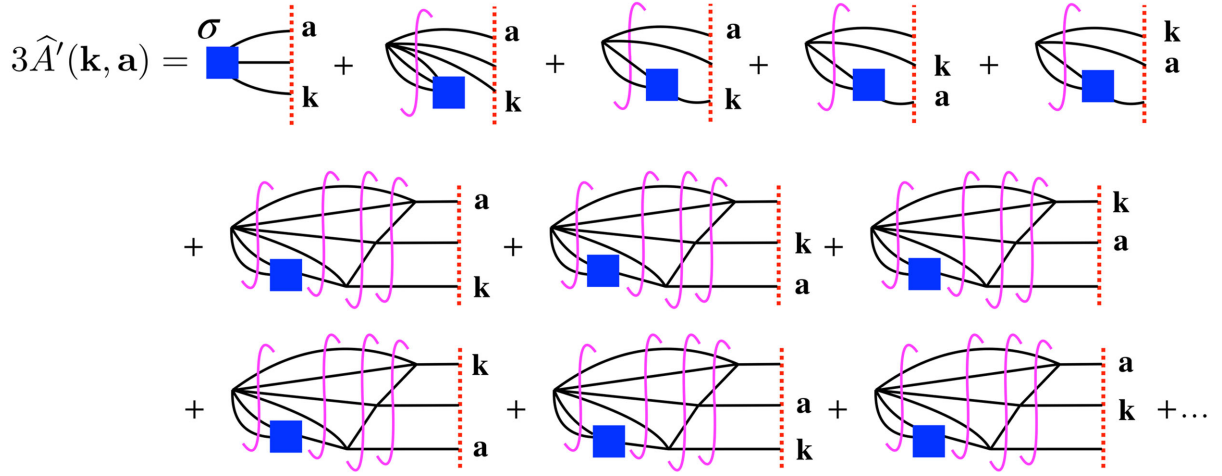 3Â′(k, a) = σ a k + a k + a k + k a + k a
+ a k + k a + k a
+ k a + a k + a k +...